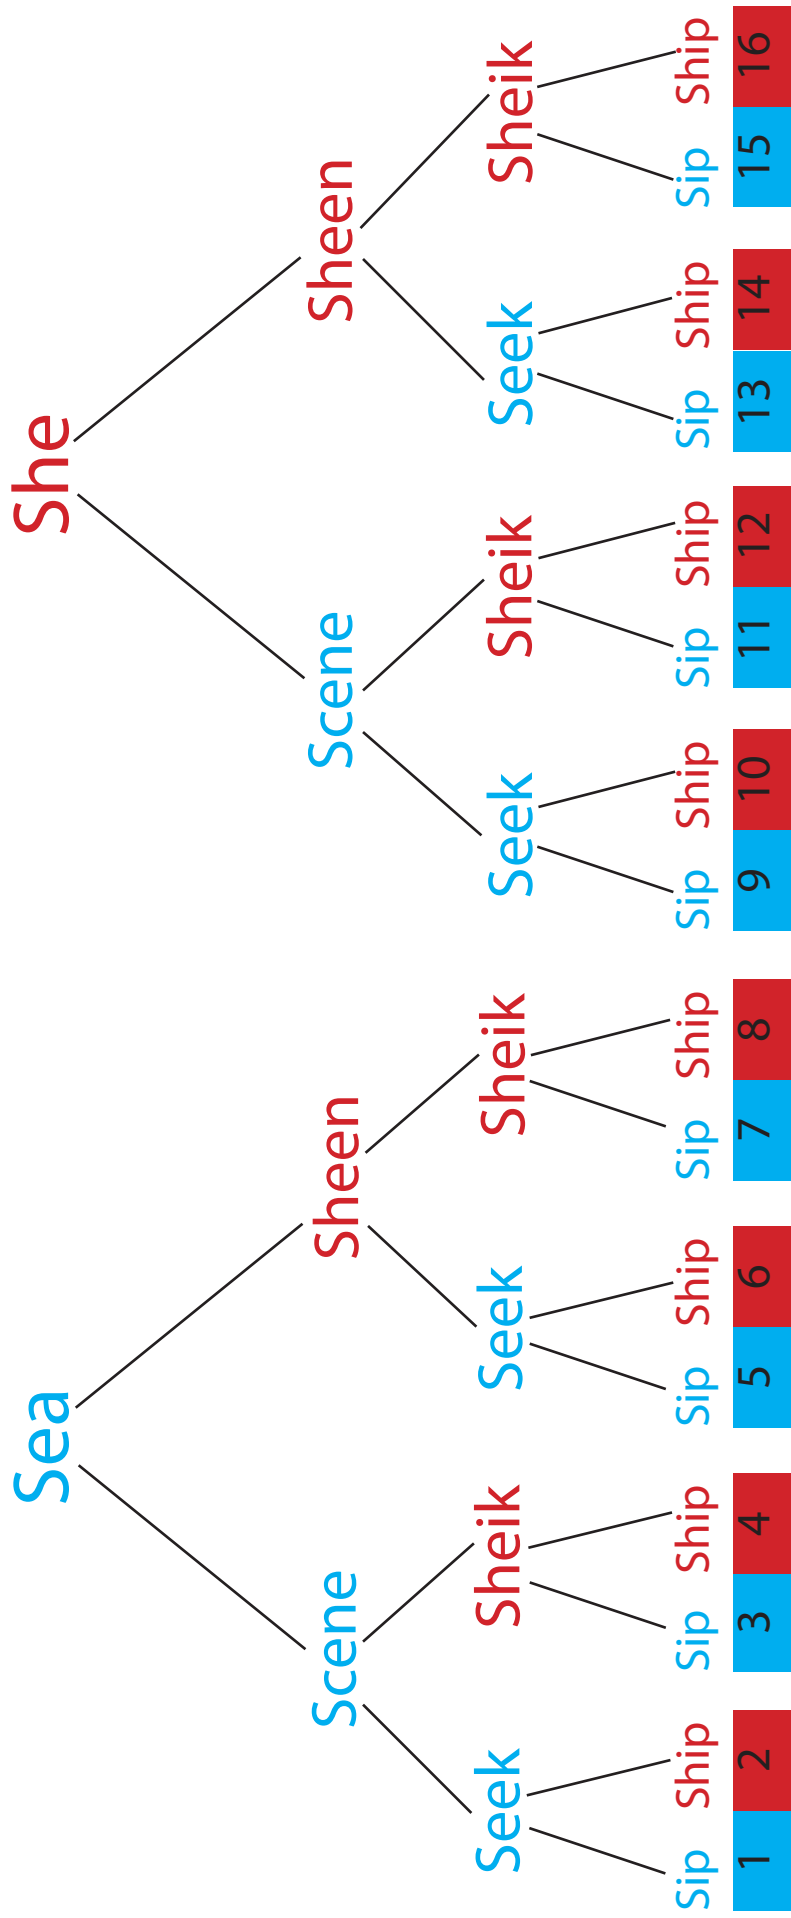 Sea She
Scene Sheen Scene Sheen
Seek Sheik Seek Sheik Seek Sheik Seek Sheik
Sip Ship Sip Ship Sip Ship Sip Ship Sip Ship Sip Ship Sip Ship Sip Ship
1 2 3 4 5 6 7 8 9 10 11 12 13 14 15 16